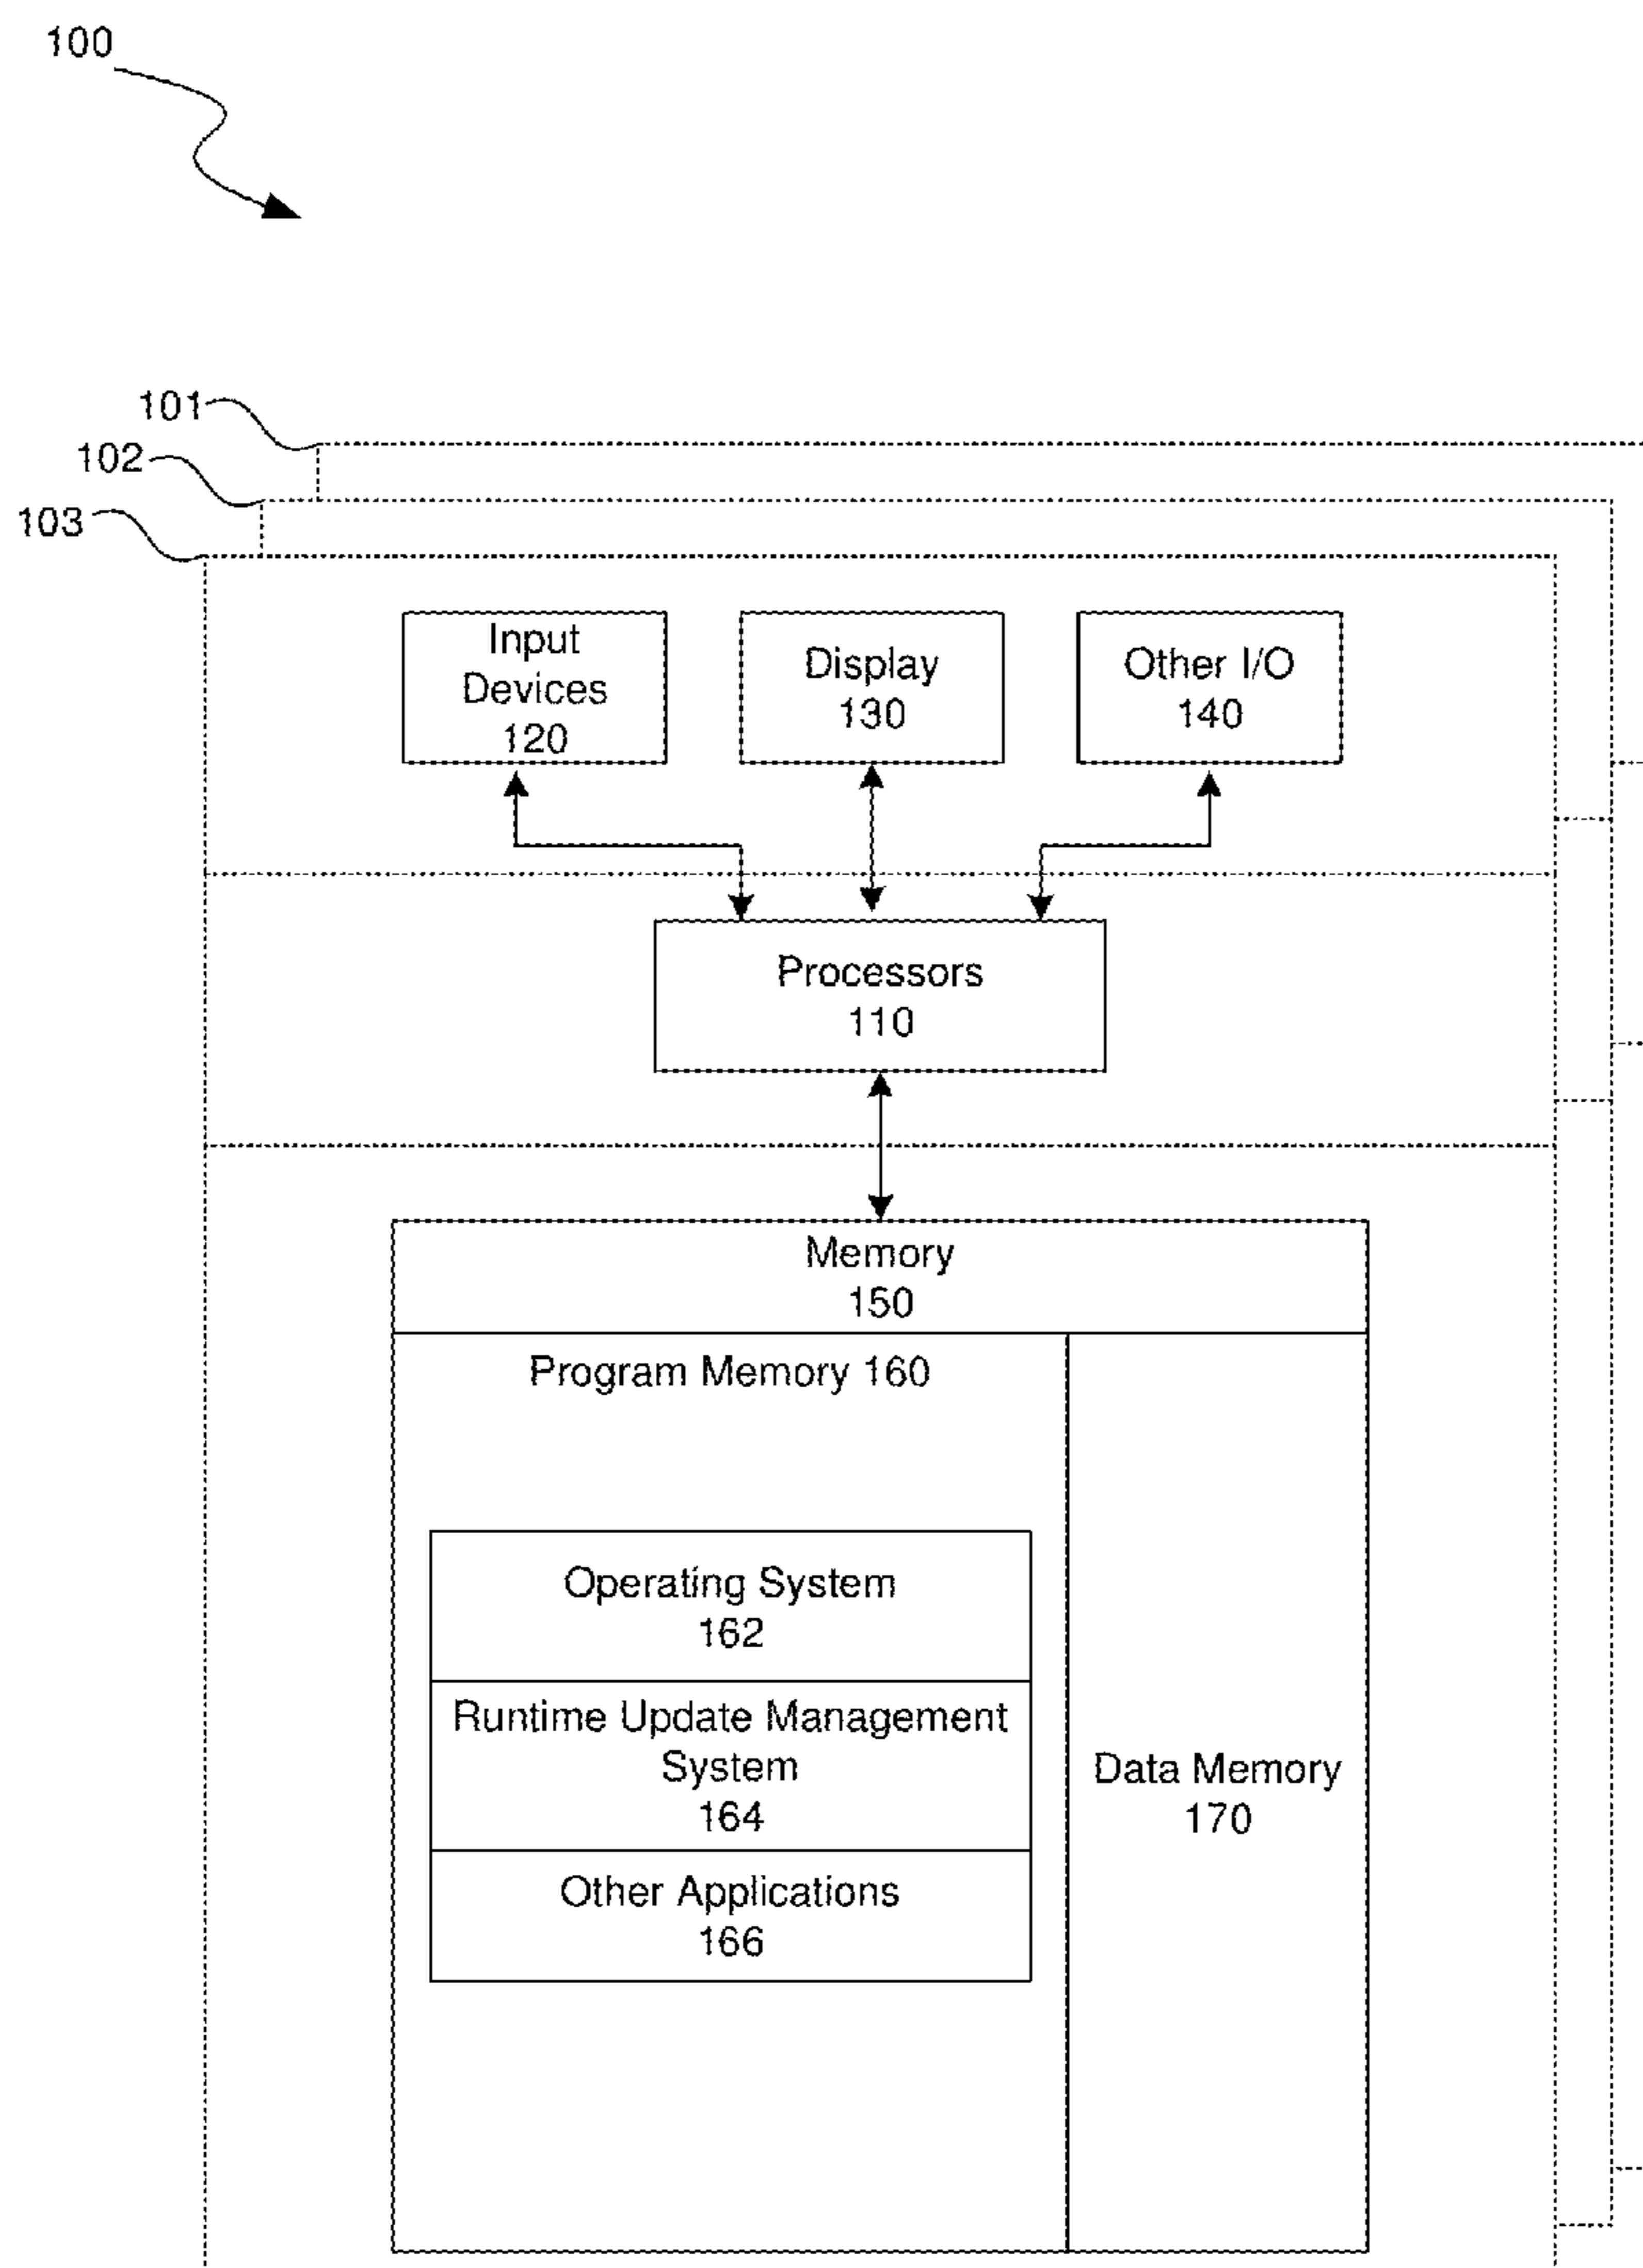 100
101
102
103
Input
Devices
120
Display
130
Other I/O
140
Processors
110
Memory
150
Program Memory 160
Operating System
162
Runtime Update Management
System
164
Other Applications
166
Data Memory
170